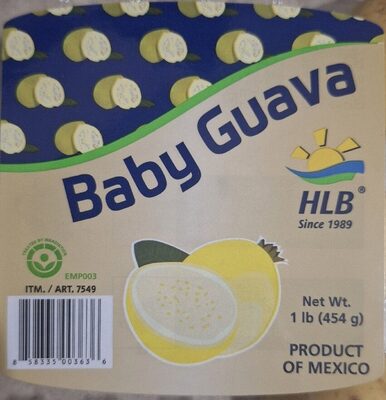 Baby Guava
HLB®
Since 1989
EMP003
ITM. / ART. 7549
8 58335 00363 6
Net Wt.
1 lb (454 g)
PRODUCT
OF MEXICO